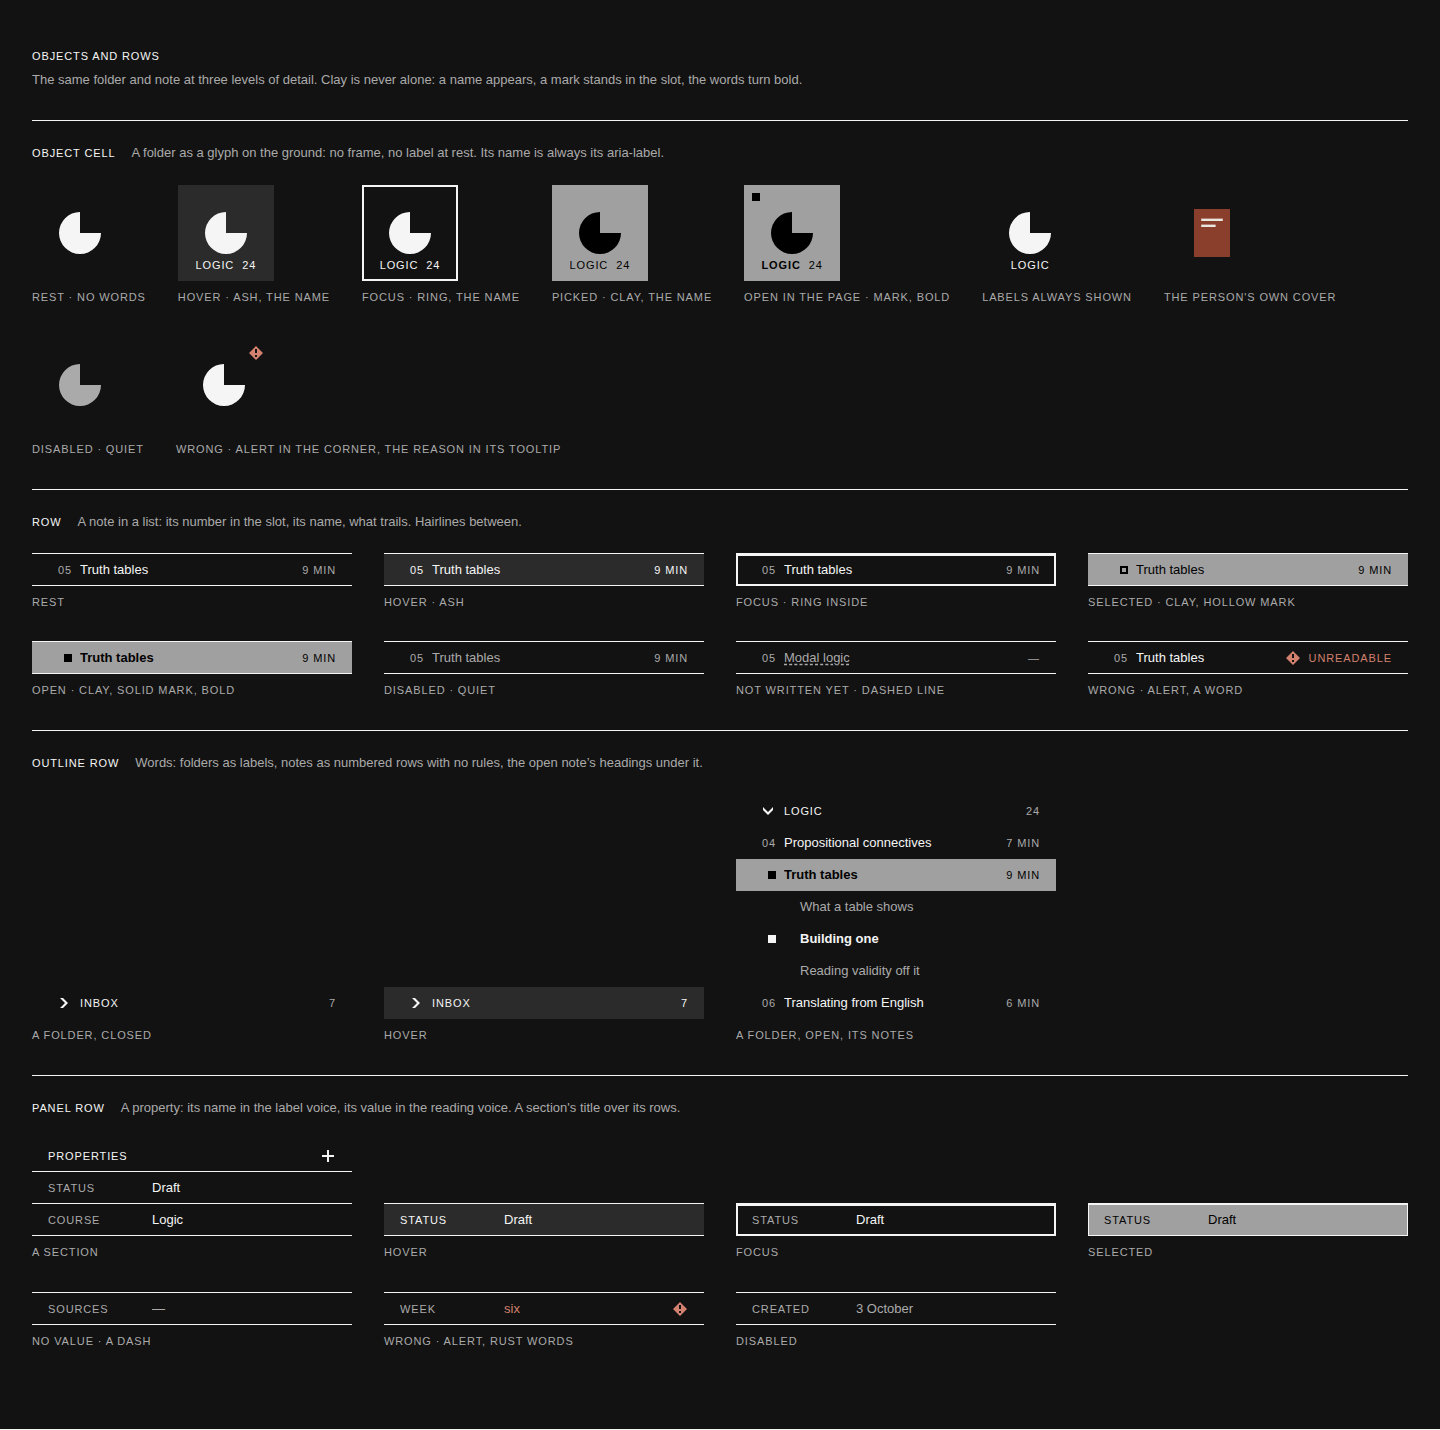 OBJECTS AND ROWS
The same folder and note at three levels of detail. Clay is never alone: a name appears, a mark stands in the slot, the words turn bold.
OBJECT CELL A folder as a glyph on the ground: no frame, no label at rest. Its name is always its aria-label.
LOGIC 24
LOGIC 24
LOGIC 24
LOGIC 24
LOGIC
REST · NO WORDS
HOVER · ASH, THE NAME
FOCUS · RING, THE NAME
PICKED · CLAY, THE NAME
OPEN IN THE PAGE · MARK, BOLD
LABELS ALWAYS SHOWN
THE PERSON'S OWN COVER
DISABLED · QUIET
WRONG · ALERT IN THE CORNER, THE REASON IN ITS TOOLTIP
ROW A note in a list: its number in the slot, its name, what trails. Hairlines between.
05 Truth tables 9 MIN
05 Truth tables 9 MIN
05 Truth tables 9 MIN
Truth tables 9 MIN
REST
HOVER · ASH
FOCUS · RING INSIDE
SELECTED · CLAY, HOLLOW MARK
Truth tables 9 MIN
05 Truth tables 9 MIN
05 Modal logic —
05 Truth tables UNREADABLE
OPEN · CLAY, SOLID MARK, BOLD
DISABLED · QUIET
NOT WRITTEN YET · DASHED LINE
WRONG · ALERT, A WORD
OUTLINE ROW Words: folders as labels, notes as numbered rows with no rules, the open note's headings under it.
LOGIC 24
04 Propositional connectives 7 MIN
Truth tables 9 MIN
What a table shows
Building one
Reading validity off it
INBOX 7
INBOX 7
06 Translating from English 6 MIN
A FOLDER, CLOSED
HOVER
A FOLDER, OPEN, ITS NOTES
PANEL ROW A property: its name in the label voice, its value in the reading voice. A section's title over its rows.
PROPERTIES
STATUS Draft
COURSE Logic
STATUS Draft
STATUS Draft
STATUS Draft
A SECTION
HOVER
FOCUS
SELECTED
SOURCES —
WEEK six
CREATED 3 October
NO VALUE · A DASH
WRONG · ALERT, RUST WORDS
DISABLED